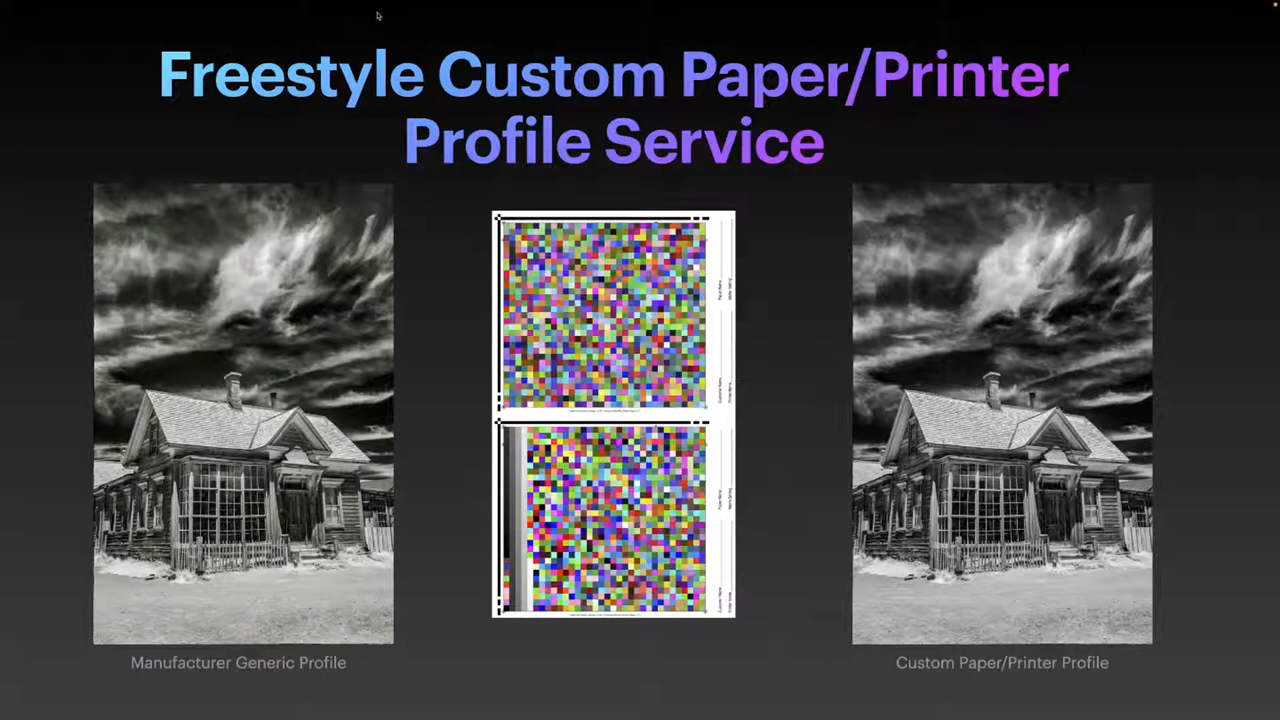 Freestyle Custom Paper/Printer
Profile Service
Manufacturer Generic Profile
Custom Paper/Printer Profile